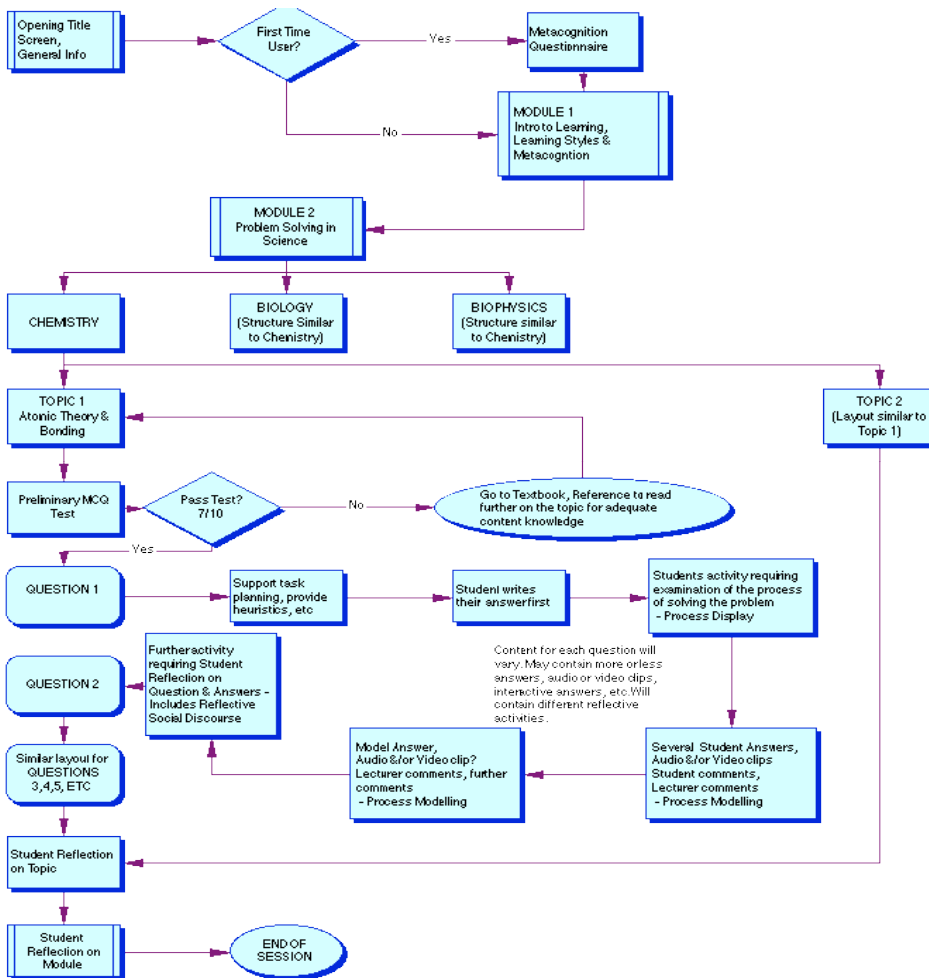 Opening Title
Screen,
General Info
First Time
User?
Yes
Metacognition
Questionnaire
No
MODULE 1
Intro to Learning,
Learning Styles &
Metacogntion
MODULE 2
Problem Solving in
Science
CHEMISTRY
BIOLOGY
(Structure Similar
to Chenistry)
BIOPHYSICS
(Structure similar
to Chemistry)
TOPIC 1
Atonic Theory &
Bonding
TOPIC 2
(Layout similar to
Topic 1)
Preliminary MCQ
Test
Pass Test?
7/10
No
Go to Textbook, Reference to read
further on the topic for adequate
content knowledge
Yes
QUESTION 1
Support task
planning, provide
heuristics, etc
Student writes
their answer first
Students activity requiring
examination of the process
of solving the problem
- Process Display
Content for each question will
vary. May contain more or less
answers, audio or video clips,
interactive answers, etc. Will
contain different reflective
activities.
Further activity
requiring Student
Reflection on
Question & Answers -
Includes Reflective
Social Discourse
QUESTION 2
Model Answer,
Audio &/or Video clip?
Lecturer comments, further
comments
- Process Modelling
Several Student Answers,
Audio &/or Video clips
Student comments,
Lecturer comments
- Process Modelling
Similar layout for
QUESTIONS
3,4,5, ETC
Student Reflection
on Topic
Student
Reflection on
Module
END OF
SESSION